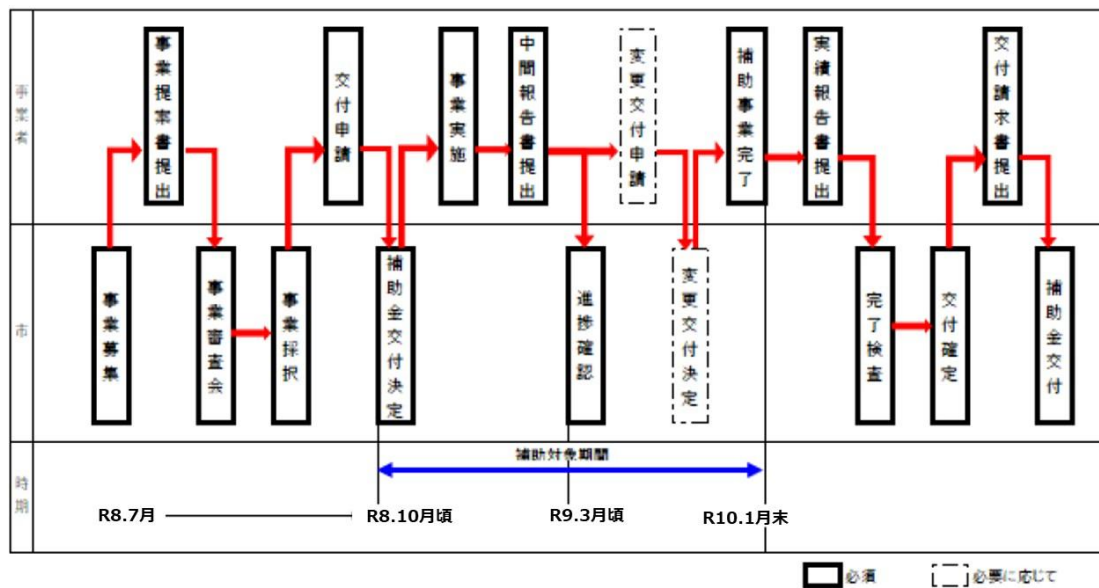 事業者
事業提案書提出
交付申請
事業実施
中間報告書提出
変更交付申請
補助事業完了
実績報告書提出
交付請求書提出
市
事業募集
事業審査会
事業採択
補助金交付決定
進捗確認
変更交付決定
完了検査
交付確定
補助金交付
時期
補助対象期間
R8.7月
R8.10月頃
R9.3月頃
R10.1月末
必須
必要に応じて